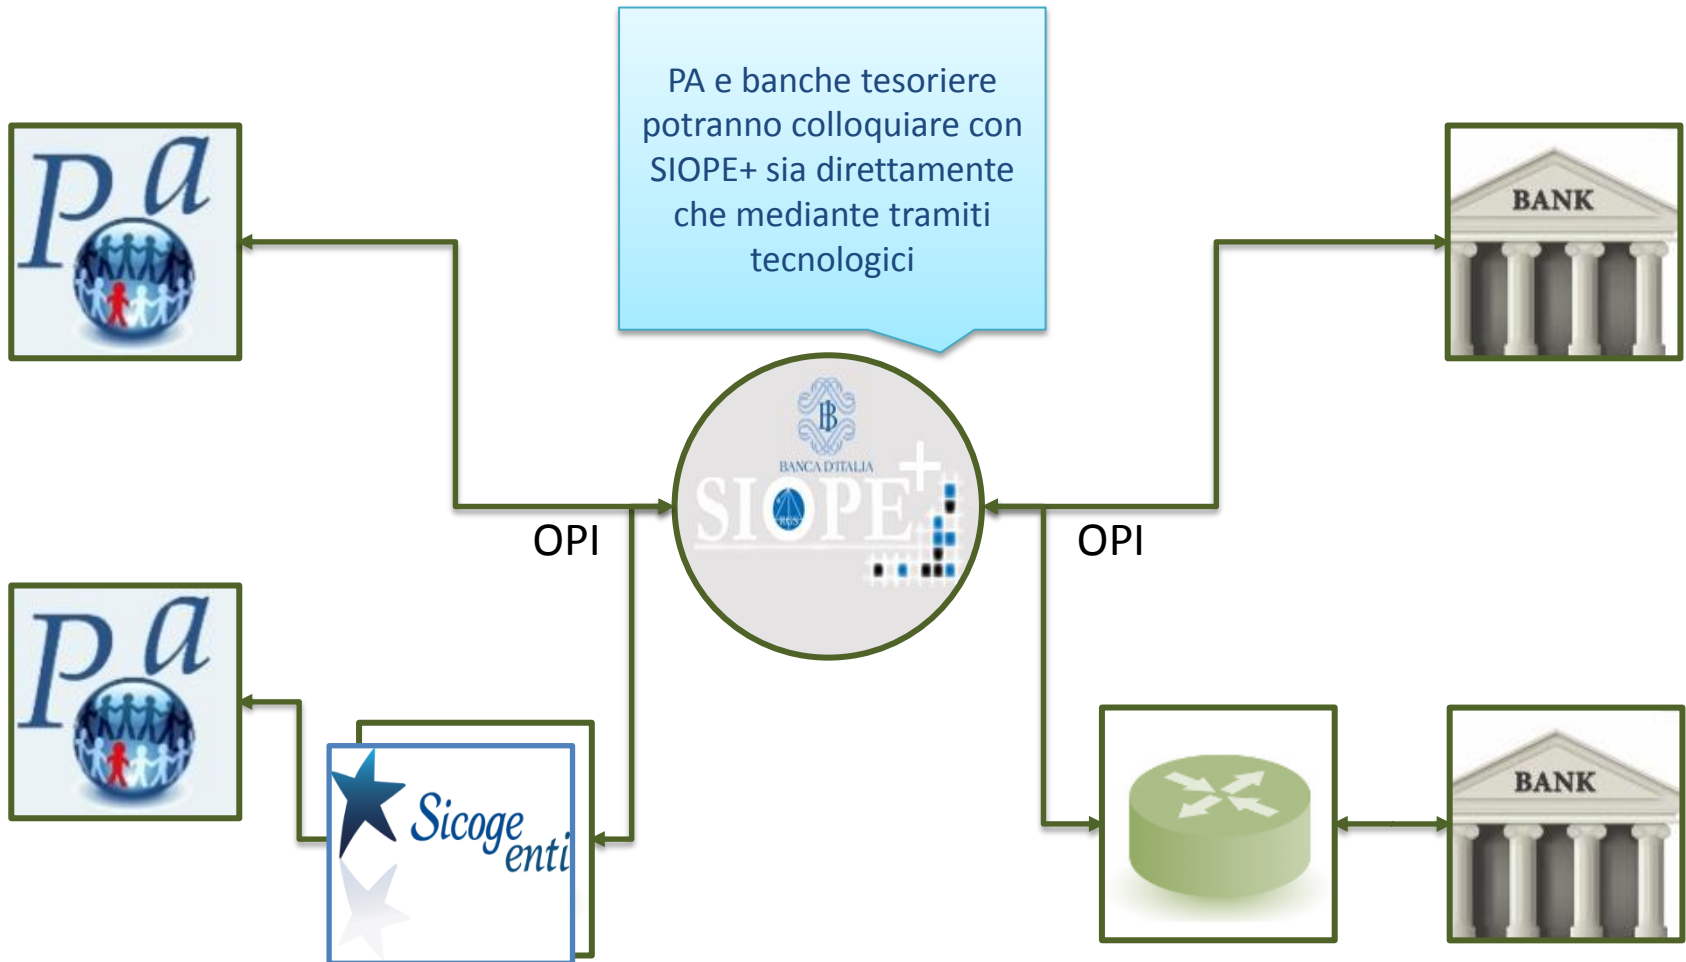 PA e banche tesoriere
potranno colloquiare con
SIOPE+ sia direttamente
che mediante tramiti
tecnologici
Pa
BANK
BANCA D'ITALIA
SIOPE+
RGS
OPI
OPI
Pa
Sicoge
enti
BANK